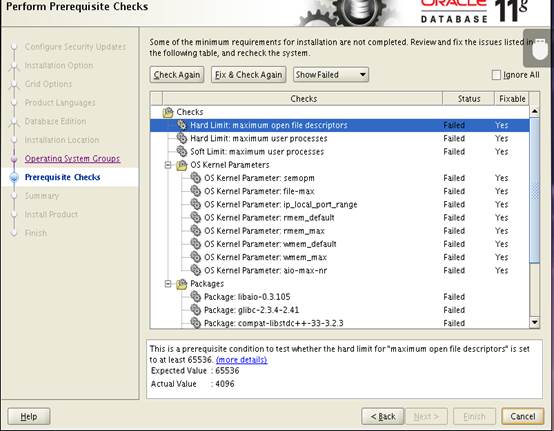 Perform Prerequisite Checks
ORACLE
DATABASE 11g
Configure Security Updates
Installation Option
Grid Options
Product Languages
Database Edition
Installation Location
Operating System Groups
Prerequisite Checks
Summary
Install Product
Finish
Some of the minimum requirements for installation are not completed. Review and fix the issues listed in
the following table, and recheck the system.
Check Again Fix & Check Again Show Failed Ignore All
Checks Status Fixable
Checks
Hard Limit: maximum open file descriptors Failed Yes
Hard Limit: maximum user processes Failed Yes
Soft Limit: maximum user processes Failed Yes
OS Kernel Parameters
OS Kernel Parameter: semopm Failed Yes
OS Kernel Parameter: file-max Failed Yes
OS Kernel Parameter: ip_local_port_range Failed Yes
OS Kernel Parameter: rmem_default Failed Yes
OS Kernel Parameter: rmem_max Failed Yes
OS Kernel Parameter: wmem_default Failed Yes
OS Kernel Parameter: wmem_max Failed Yes
OS Kernel Parameter: aio-max-nr Failed Yes
Packages
Package: libaio-0.3.105 Failed
Package: glibc-2.3.4-2.41 Failed
Package: compat-libstdc++-33-3.2.3 Failed
This is a prerequisite condition to test whether the hard limit for "maximum open file descriptors" is set
to at least 65536. (more details)
Expected Value : 65536
Actual Value : 4096
Help < Back Next > Finish Cancel